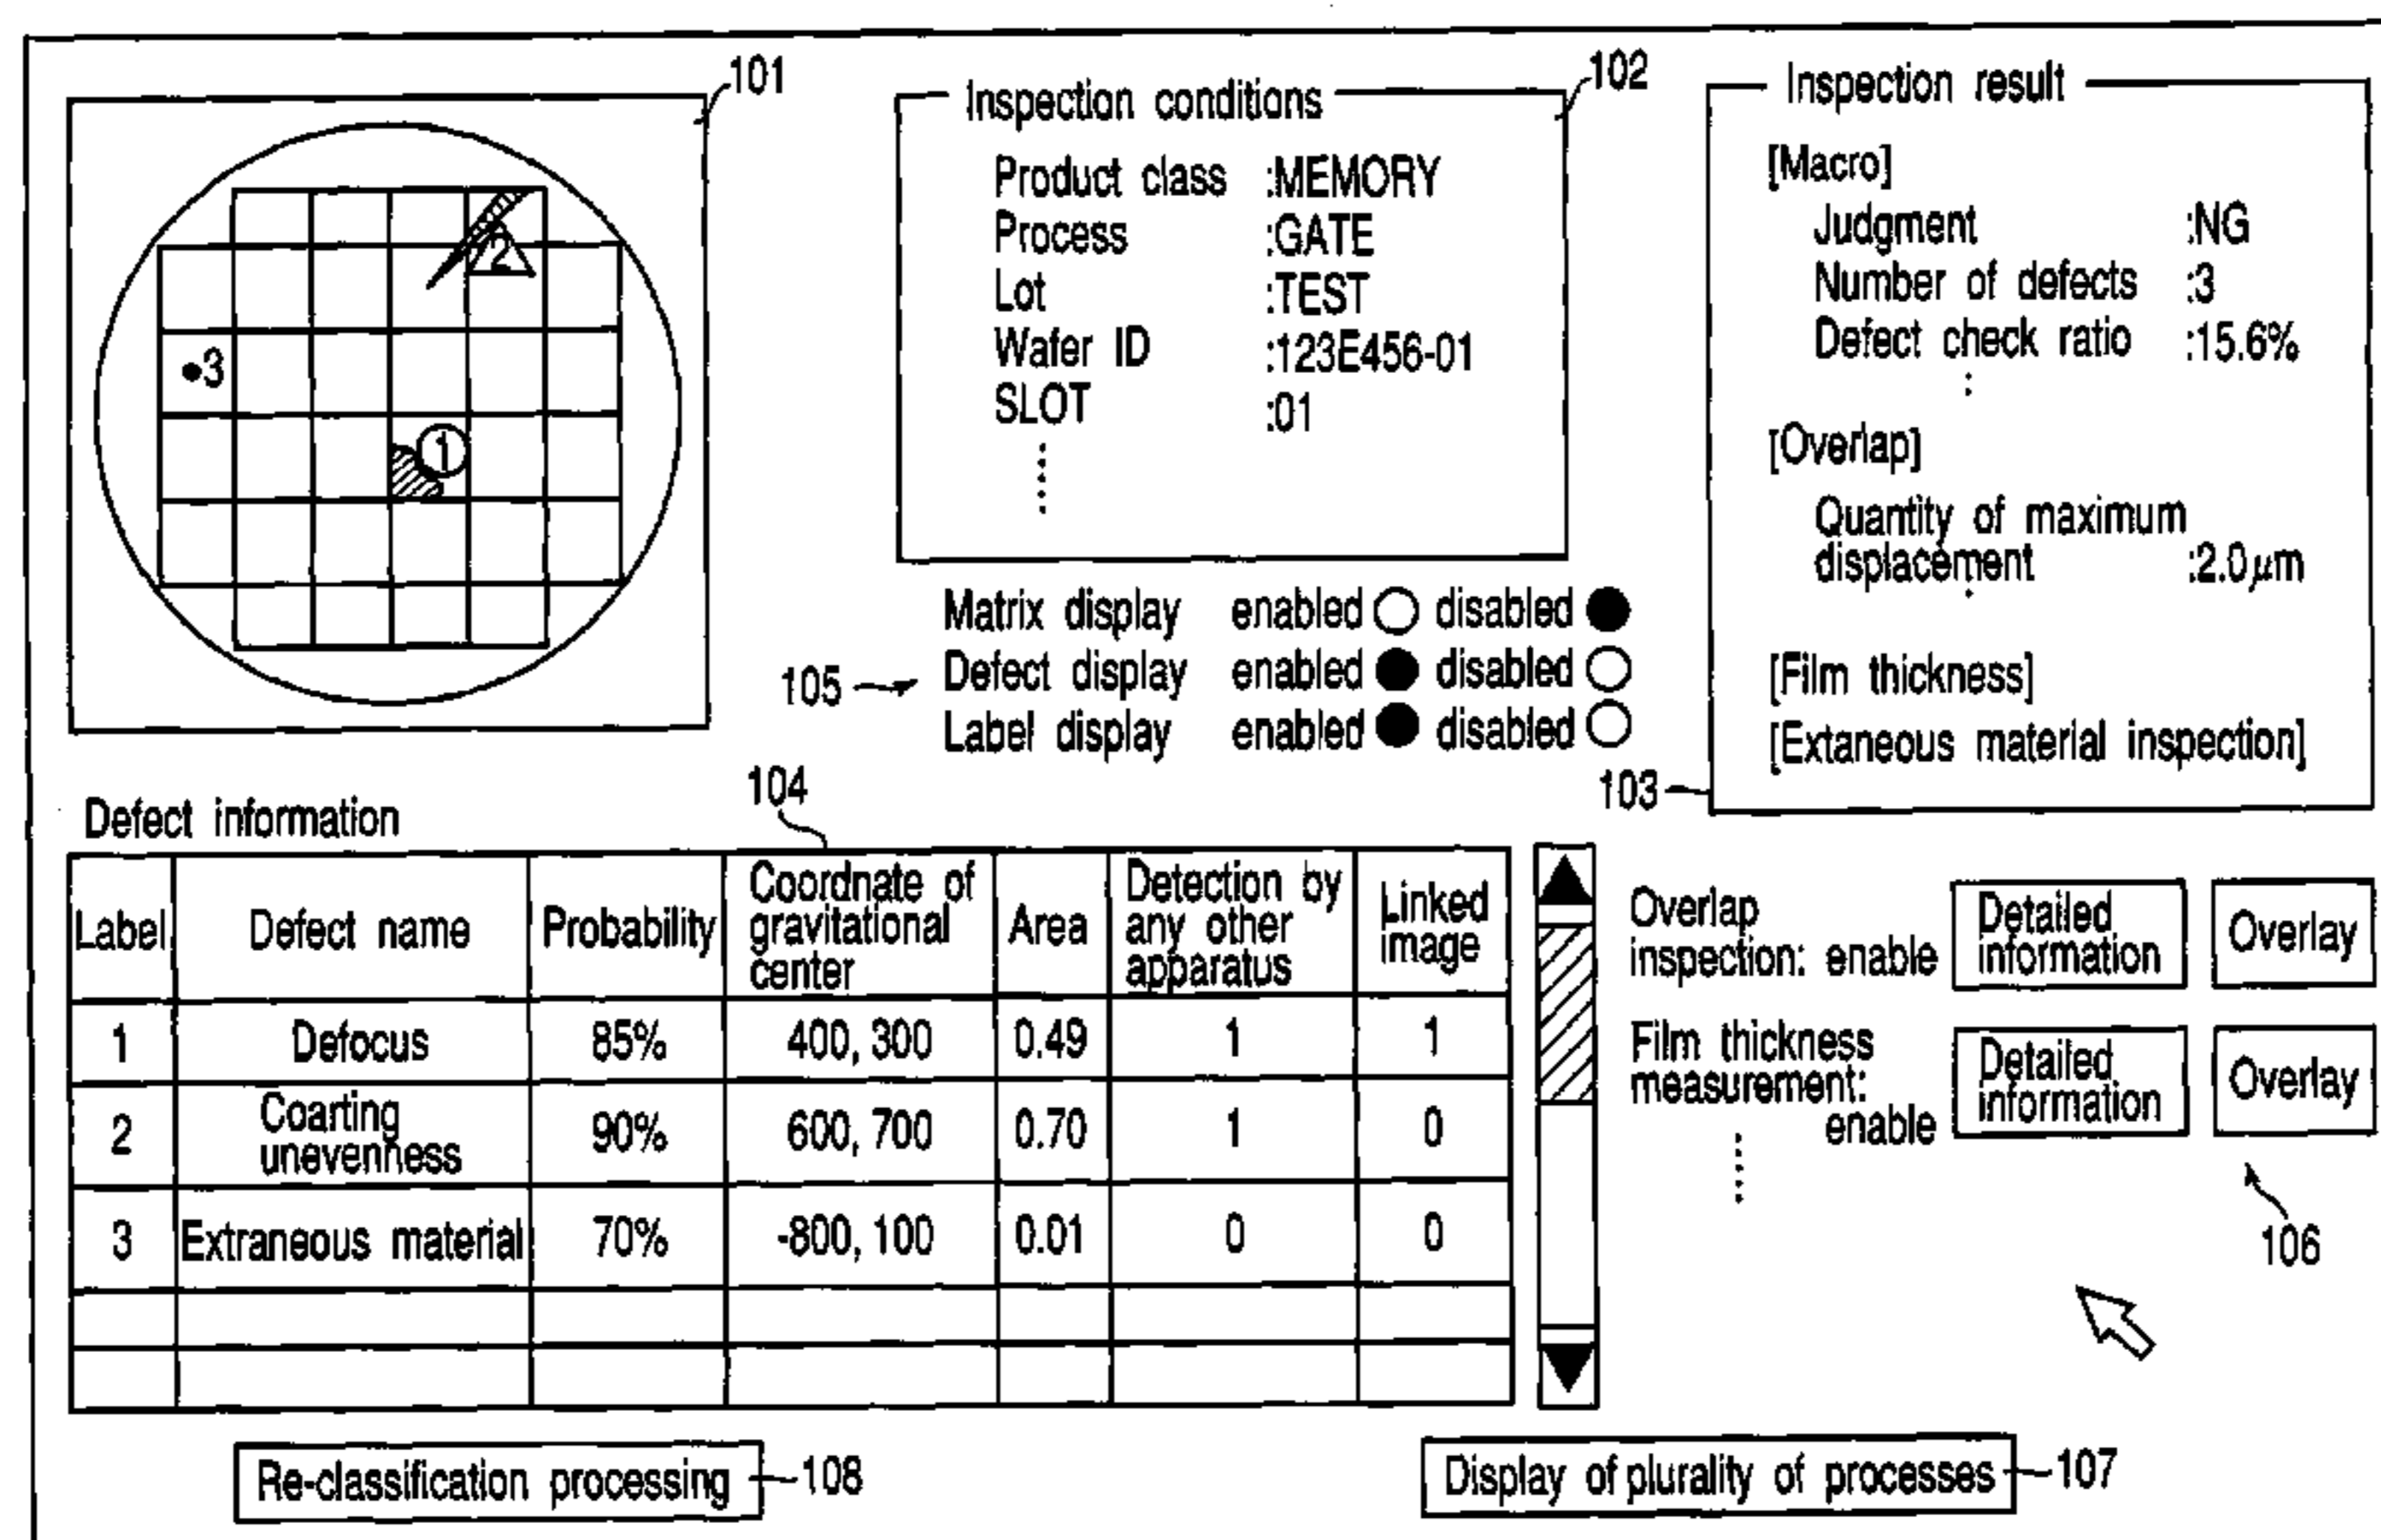 101
2
3
1
Inspection conditions
102
Product class :MEMORY
Process :GATE
Lot :TEST
Wafer ID :123E456-01
SLOT :01
Inspection result
[Macro]
Judgment :NG
Number of defects :3
Defect check ratio :15.6%
[Overlap]
Quantity of maximum
displacement :2.0μm
[Film thickness]
[Extaneous material inspection]
103
Matrix display enabled disabled
Defect display enabled disabled
Label display enabled disabled
105
Defect information
104
Label Defect name Probability Coordnate of gravitational center Area Detection by any other apparatus Linked image
1 Defocus 85% 400, 300 0.49 1 1
2 Coarting unevenness 90% 600, 700 0.70 1 0
3 Extraneous material 70% -800, 100 0.01 0 0
Overlap
inspection: enable Detailed information Overlay
Film thickness
measurement:
enable Detailed information Overlay
106
Re-classification processing 108
Display of plurality of processes 107